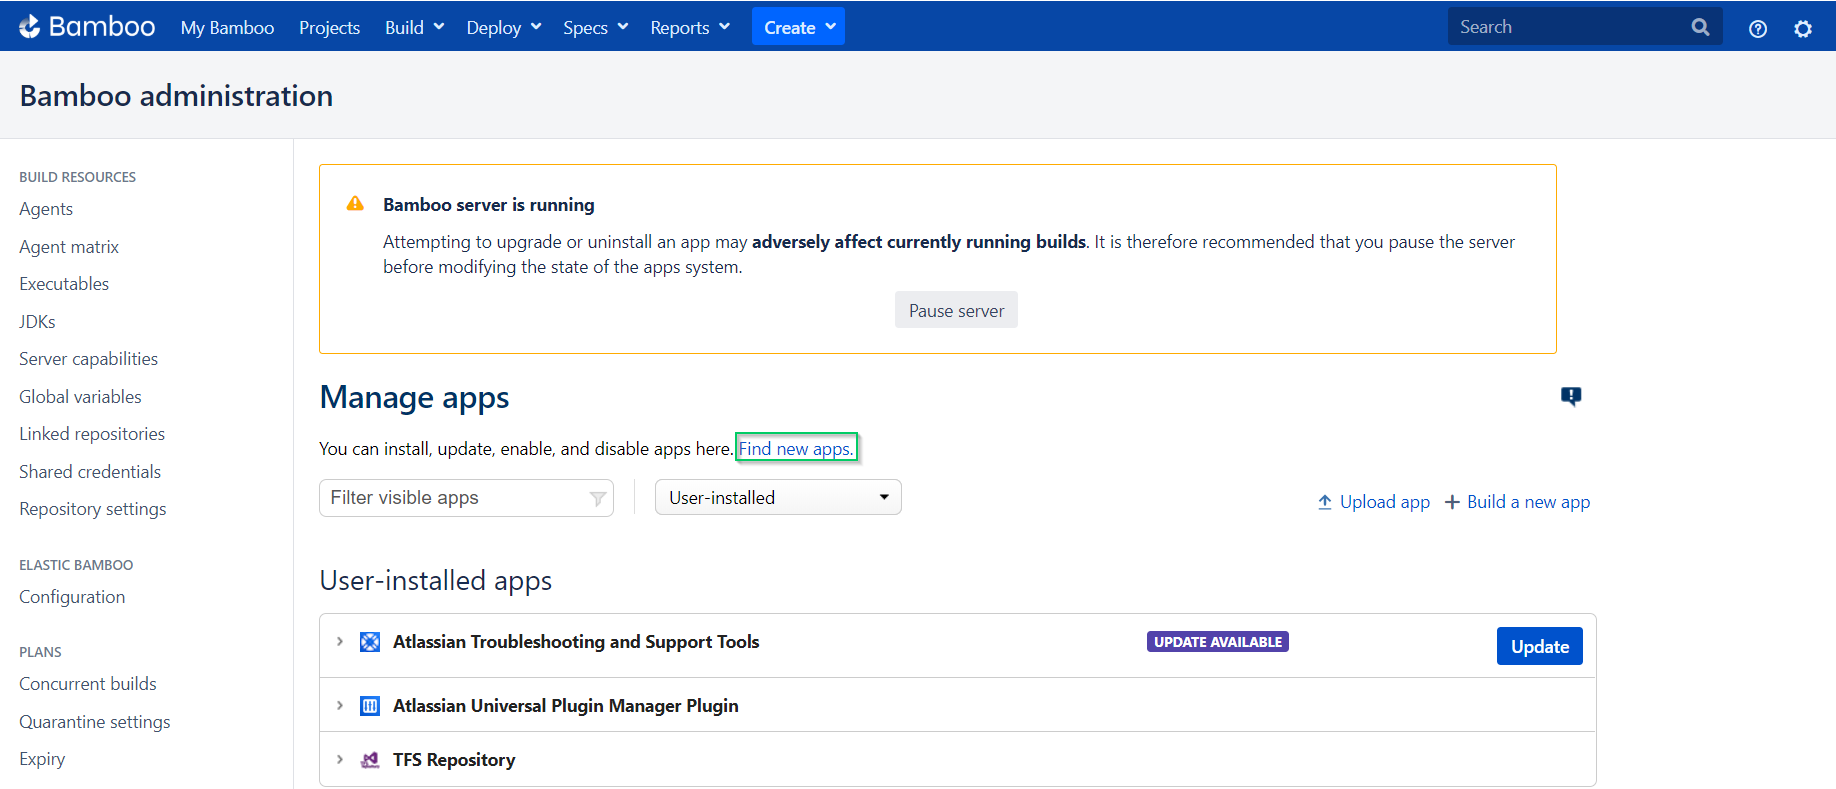 Bamboo My Bamboo Projects Build Deploy Specs Reports Create Search
Bamboo administration
BUILD RESOURCES
Agents
Agent matrix
Executables
JDKs
Server capabilities
Global variables
Linked repositories
Shared credentials
Repository settings
ELASTIC BAMBOO
Configuration
PLANS
Concurrent builds
Quarantine settings
Expiry
Bamboo server is running
Attempting to upgrade or uninstall an app may adversely affect currently running builds. It is therefore recommended that you pause the server
before modifying the state of the apps system.
Pause server
Manage apps
You can install, update, enable, and disable apps here. Find new apps.
Filter visible apps User-installed Upload app Build a new app
User-installed apps
Atlassian Troubleshooting and Support Tools UPDATE AVAILABLE Update
Atlassian Universal Plugin Manager Plugin
TFS Repository